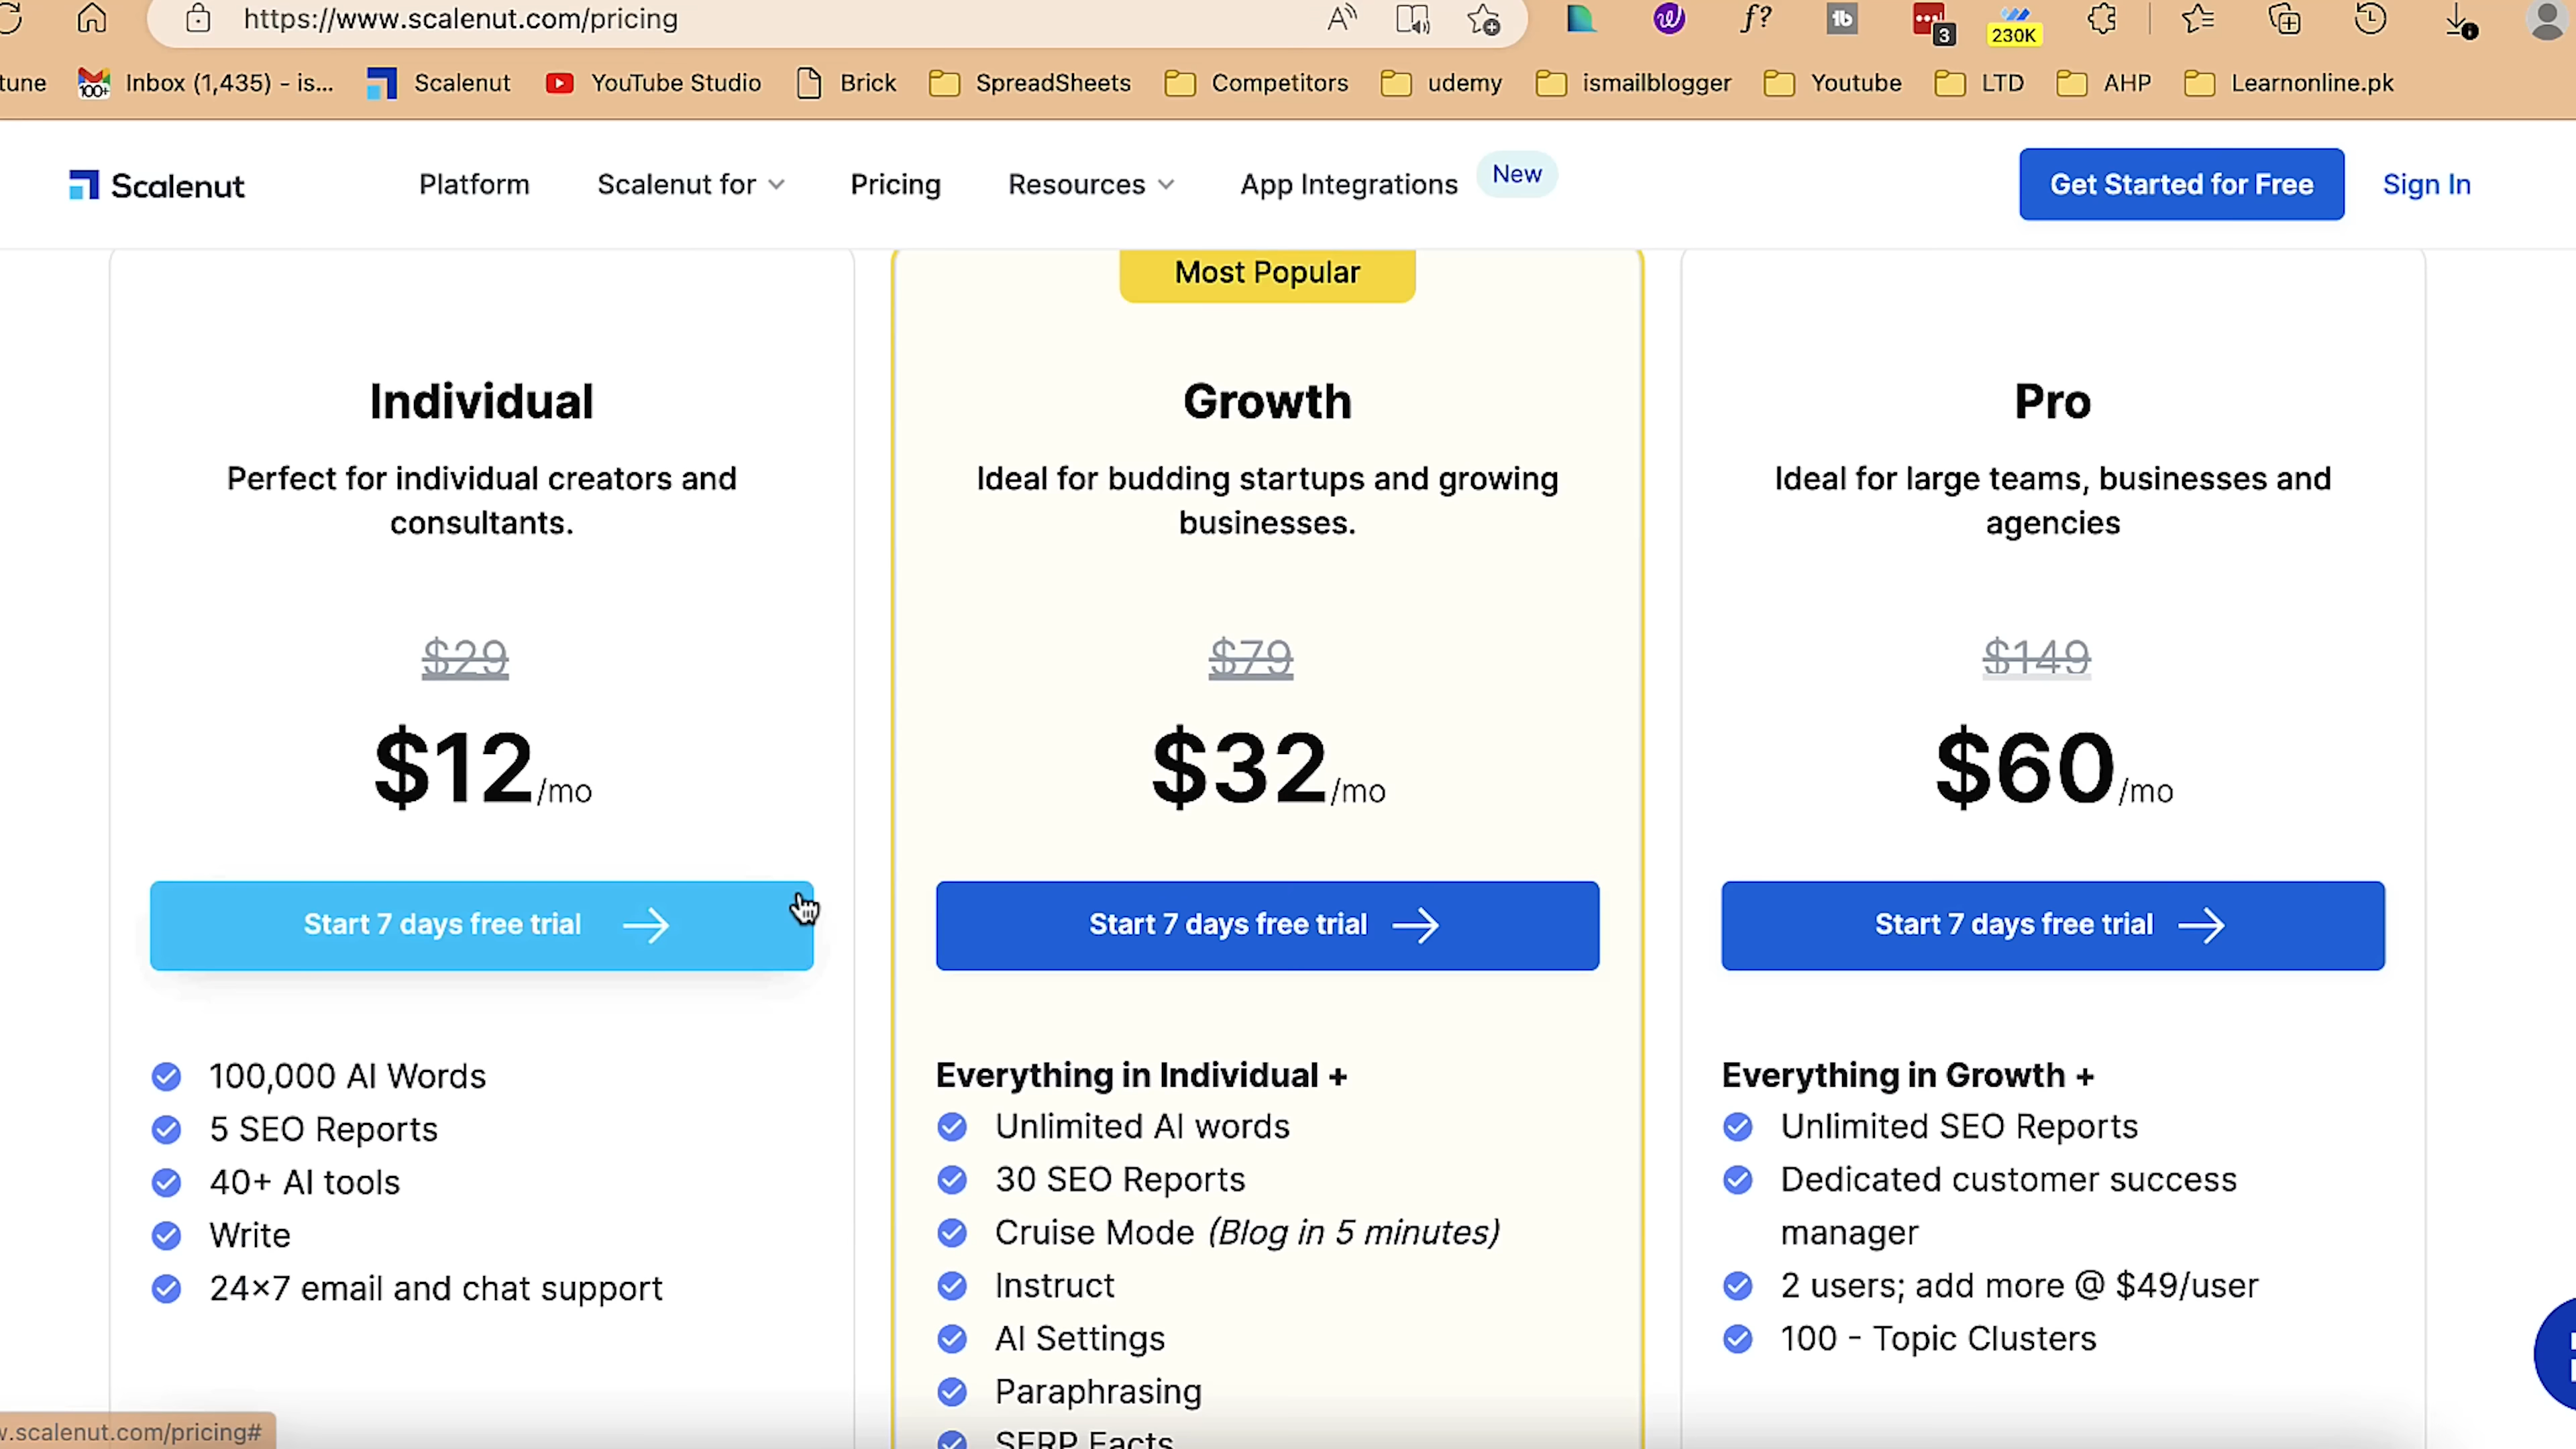 https://www.scalenut.com/pricing
230K
3
tune
Inbox (1,435) - is...
Scalenut
YouTube Studio
Brick
SpreadSheets
Competitors
udemy
ismailblogger
Youtube
LTD
AHP
Learnonline.pk
Scalenut
Platform
Scalenut for
Pricing
Resources
App Integrations
New
Get Started for Free
Sign In
Individual
Perfect for individual creators and
consultants.
$29
$12/mo
Start 7 days free trial
100,000 AI Words
5 SEO Reports
40+ AI tools
Write
24×7 email and chat support
Most Popular
Growth
Ideal for budding startups and growing
businesses.
$79
$32/mo
Start 7 days free trial
Everything in Individual +
Unlimited AI words
30 SEO Reports
Cruise Mode (Blog in 5 minutes)
Instruct
AI Settings
Paraphrasing
SERP Facts
Pro
Ideal for large teams, businesses and
agencies
$149
$60/mo
Start 7 days free trial
Everything in Growth +
Unlimited SEO Reports
Dedicated customer success
manager
2 users; add more @ $49/user
100 - Topic Clusters
w.scalenut.com/pricing#